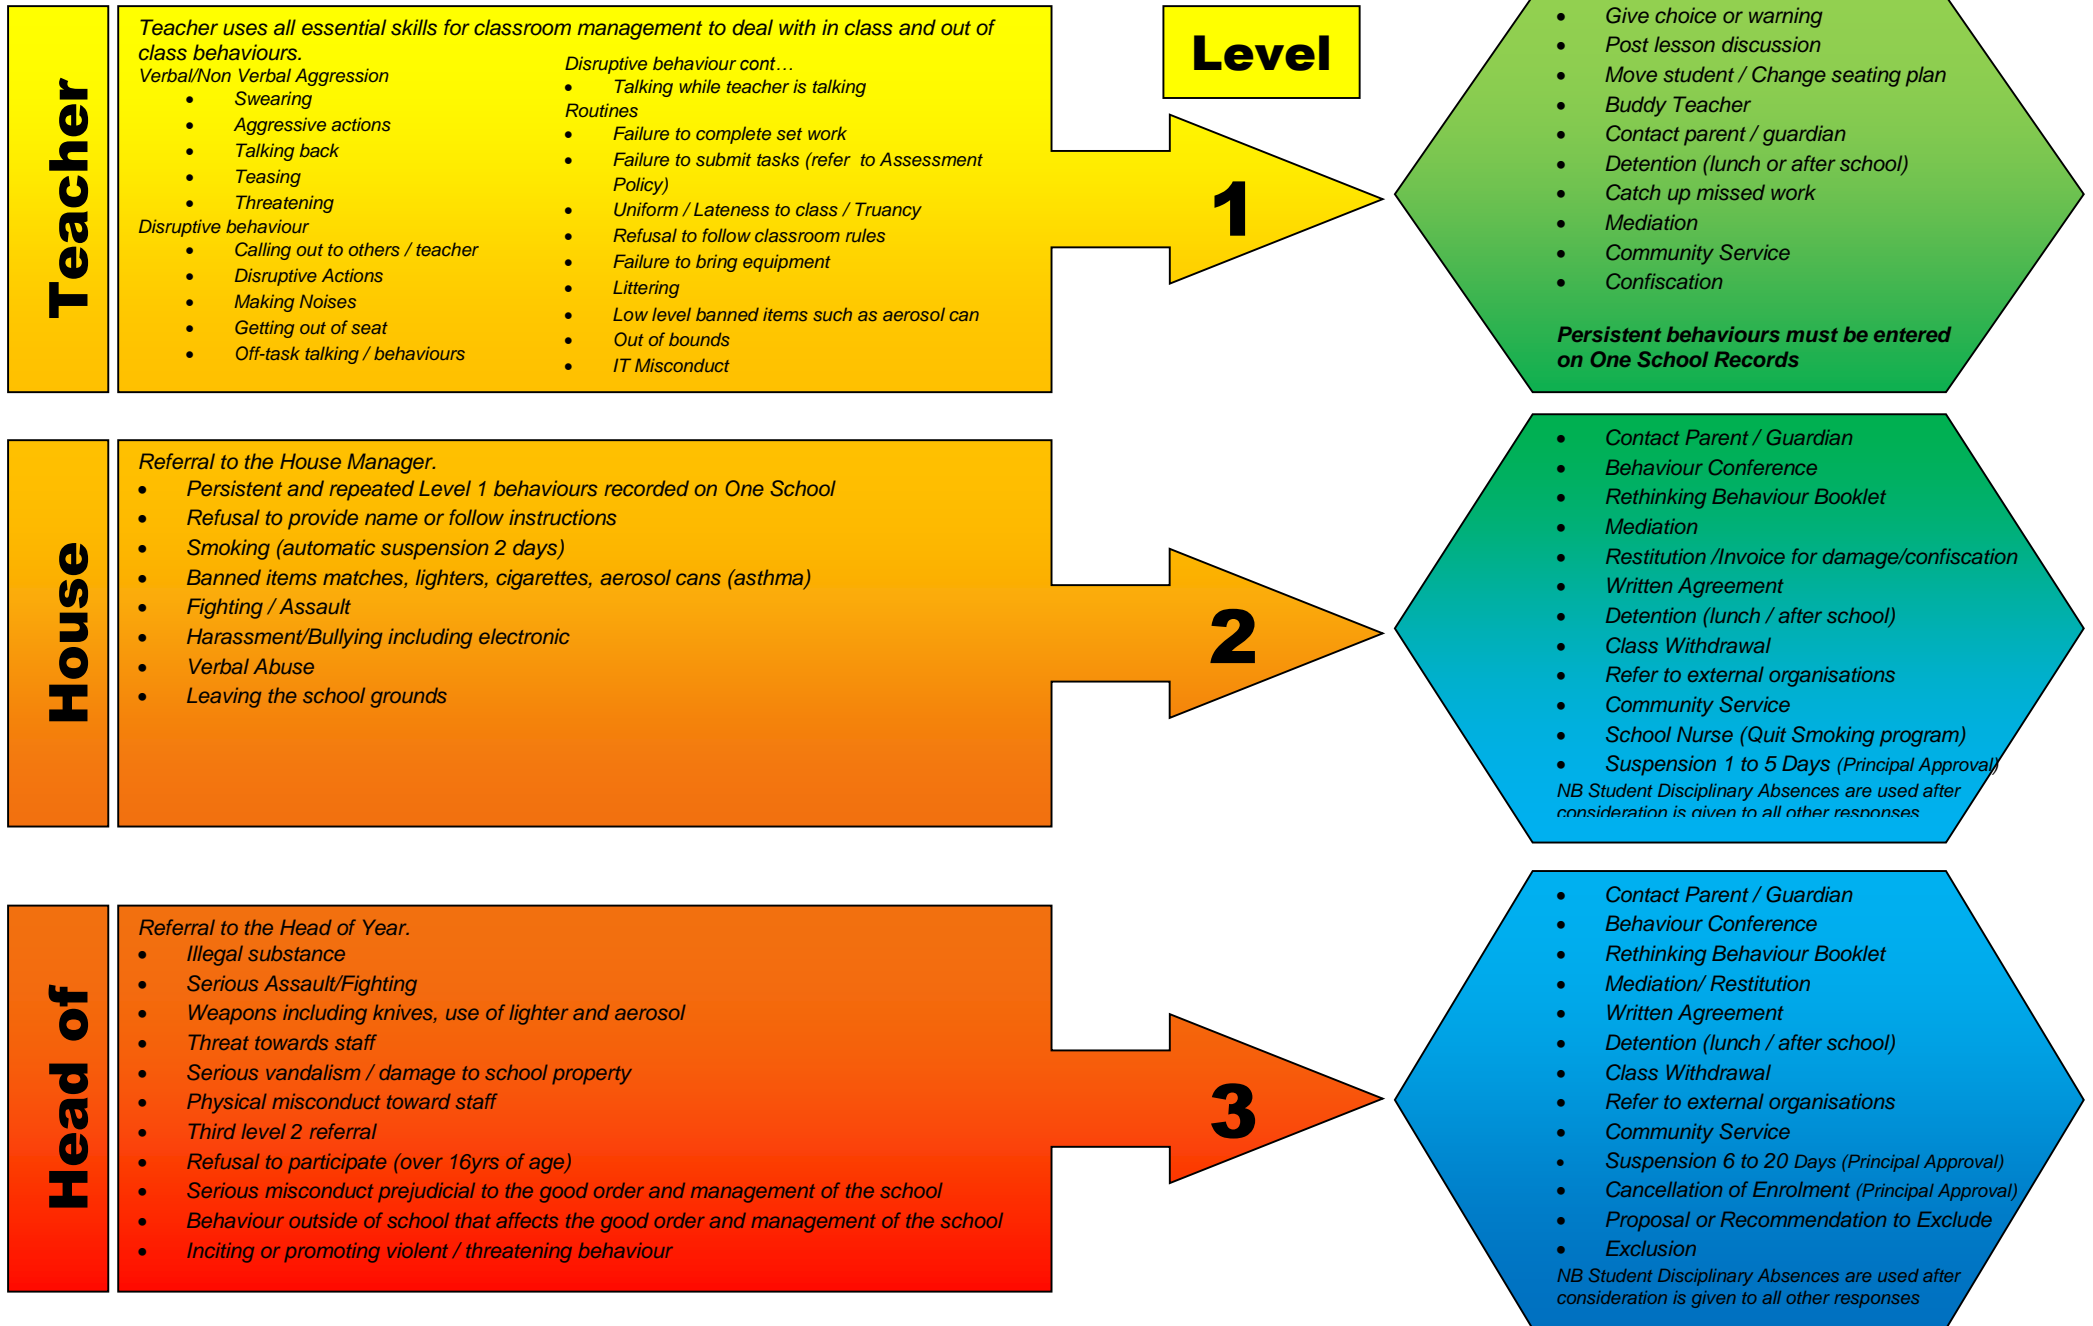 Teacher
Teacher uses all essential skills for classroom management to deal with in class and out of
class behaviours.
Verbal/Non Verbal Aggression
• Swearing
• Aggressive actions
• Talking back
• Teasing
• Threatening
Disruptive behaviour
• Calling out to others / teacher
• Disruptive Actions
• Making Noises
• Getting out of seat
• Off-task talking / behaviours
Disruptive behaviour cont…
• Talking while teacher is talking
Routines
• Failure to complete set work
• Failure to submit tasks (refer to Assessment
Policy)
• Uniform / Lateness to class / Truancy
• Refusal to follow classroom rules
• Failure to bring equipment
• Littering
• Low level banned items such as aerosol can
• Out of bounds
• IT Misconduct
Level
1
• Give choice or warning
• Post lesson discussion
• Move student / Change seating plan
• Buddy Teacher
• Contact parent / guardian
• Detention (lunch or after school)
• Catch up missed work
• Mediation
• Community Service
• Confiscation
Persistent behaviours must be entered
on One School Records
House
Referral to the House Manager.
• Persistent and repeated Level 1 behaviours recorded on One School
• Refusal to provide name or follow instructions
• Smoking (automatic suspension 2 days)
• Banned items matches, lighters, cigarettes, aerosol cans (asthma)
• Fighting / Assault
• Harassment/Bullying including electronic
• Verbal Abuse
• Leaving the school grounds
2
• Contact Parent / Guardian
• Behaviour Conference
• Rethinking Behaviour Booklet
• Mediation
• Restitution /Invoice for damage/confiscation
• Written Agreement
• Detention (lunch / after school)
• Class Withdrawal
• Refer to external organisations
• Community Service
• School Nurse (Quit Smoking program)
• Suspension 1 to 5 Days (Principal Approval)
NB Student Disciplinary Absences are used after
consideration is given to all other responses
Head of
Referral to the Head of Year.
• Illegal substance
• Serious Assault/Fighting
• Weapons including knives, use of lighter and aerosol
• Threat towards staff
• Serious vandalism / damage to school property
• Physical misconduct toward staff
• Third level 2 referral
• Refusal to participate (over 16yrs of age)
• Serious misconduct prejudicial to the good order and management of the school
• Behaviour outside of school that affects the good order and management of the school
• Inciting or promoting violent / threatening behaviour
3
• Contact Parent / Guardian
• Behaviour Conference
• Rethinking Behaviour Booklet
• Mediation/ Restitution
• Written Agreement
• Detention (lunch / after school)
• Class Withdrawal
• Refer to external organisations
• Community Service
• Suspension 6 to 20 Days (Principal Approval)
• Cancellation of Enrolment (Principal Approval)
• Proposal or Recommendation to Exclude
• Exclusion
NB Student Disciplinary Absences are used after
consideration is given to all other responses